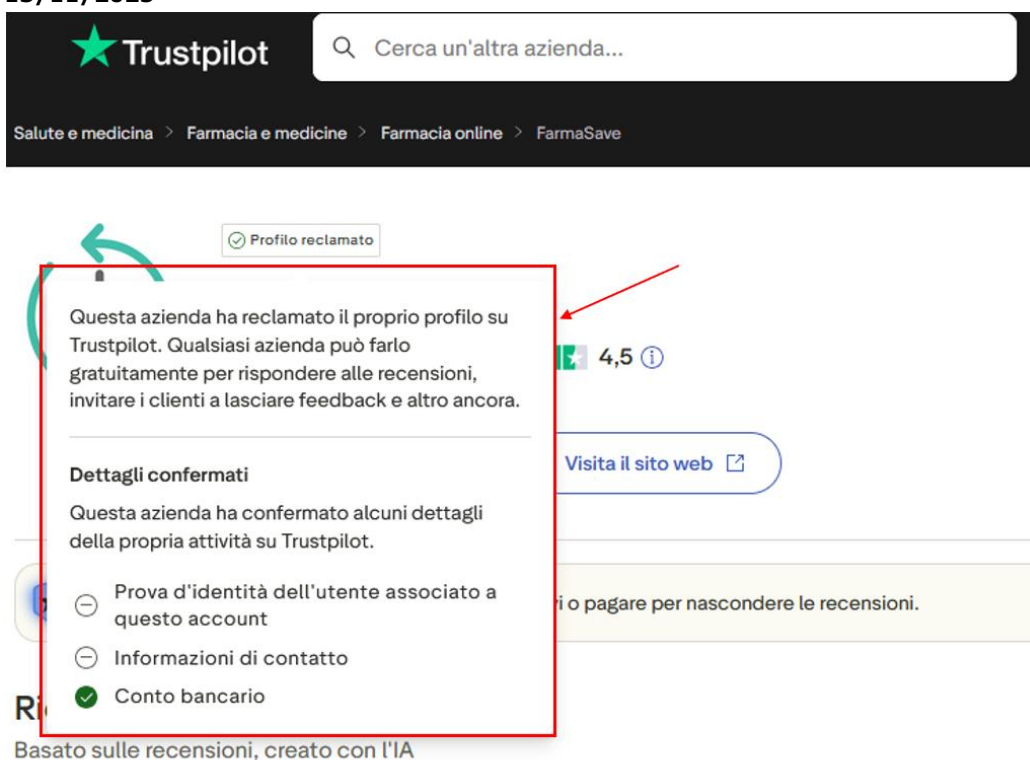 Trustpilot
Cerca un'altra azienda...
Salute e medicina > Farmacia e medicine > Farmacia online > FarmaSave
Profilo reclamato
Questa azienda ha reclamato il proprio profilo su
Trustpilot. Qualsiasi azienda può farlo
gratuitamente per rispondere alle recensioni,
invitare i clienti a lasciare feedback e altro ancora.
4,5
Visita il sito web
Dettagli confermati
Questa azienda ha confermato alcuni dettagli
della propria attività su Trustpilot.
Prova d'identità dell'utente associato a
questo account
o pagare per nascondere le recensioni.
Informazioni di contatto
Conto bancario
Basato sulle recensioni, creato con l'IA